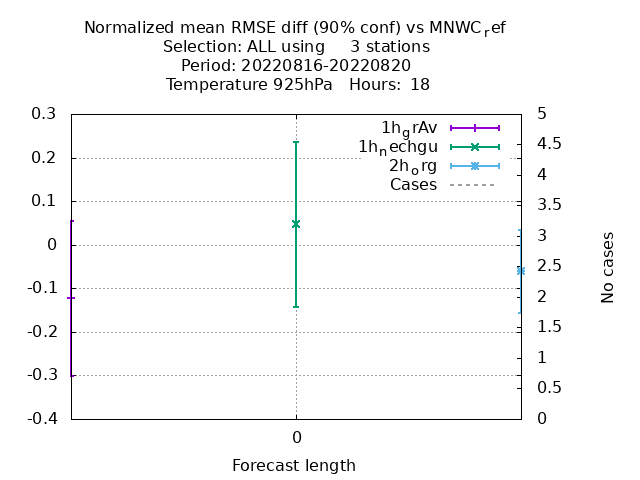 Normalized mean RMSE diff (90% conf) vs MNWC_ref
Selection: ALL using     3 stations
Period: 20220816-20220820
Temperature 925hPa   Hours:  18
0.3
0.2
0.1
0
-0.1
-0.2
-0.3
-0.4
5
4.5
4
3.5
3
2.5
2
1.5
1
0.5
0
1h_grAv
1h_nechgu
2h_org
Cases
No cases
0
Forecast length